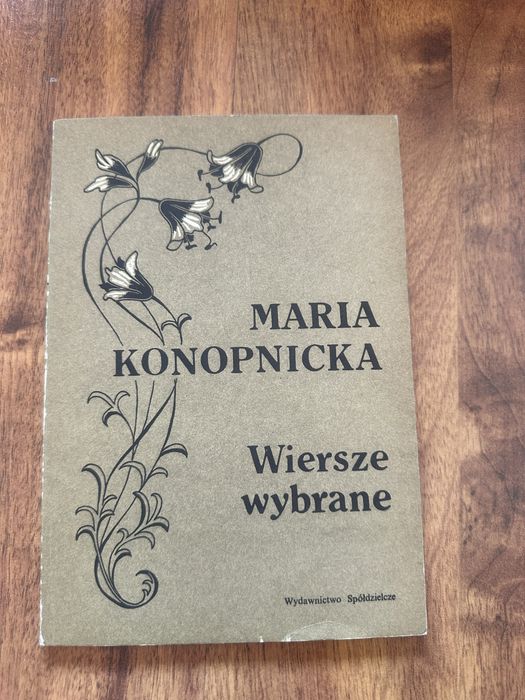 MARIA
KONOPNICKA
Wiersze
wybrane
Wydawnictwo Spółdzielcze